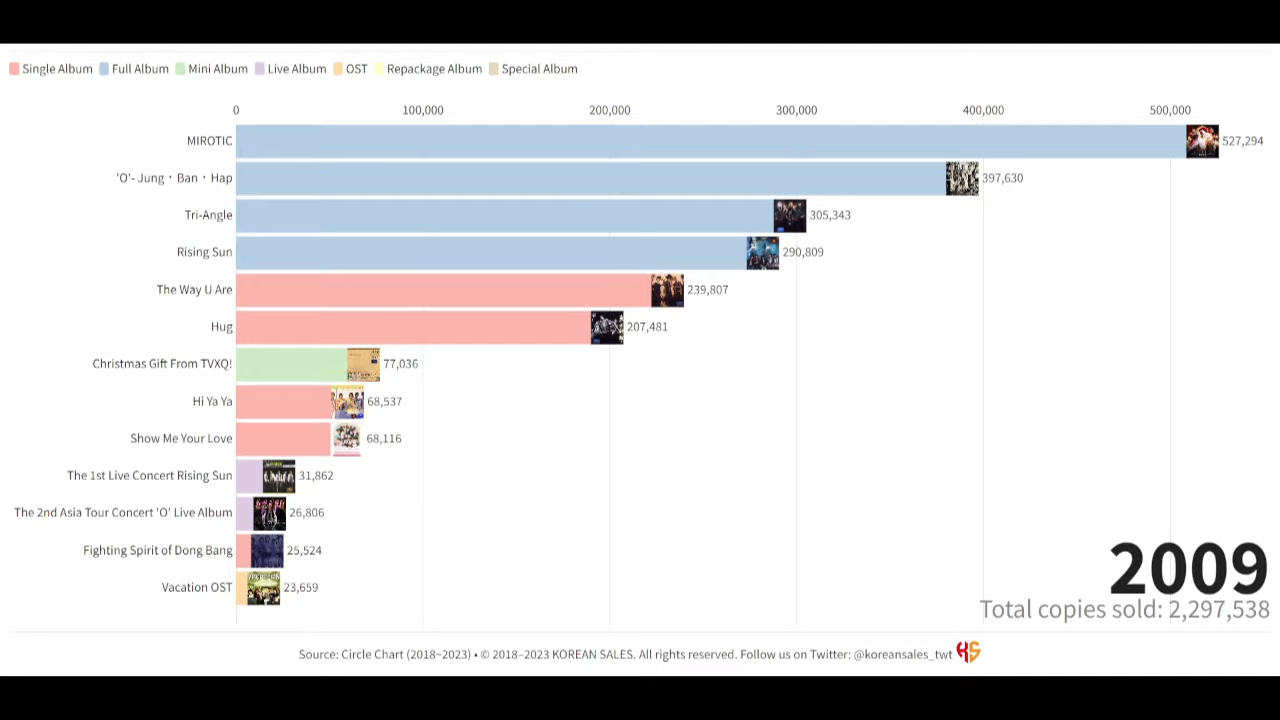 Single Album Full Album Mini Album Live Album OST Repackage Album Special Album
0 100,000 200,000 300,000 400,000 500,000
MIROTIC 527,294
'O'- Jung・Ban・Hap 397,630
Tri-Angle 305,343
Rising Sun 290,809
The Way U Are 239,807
Hug 207,481
Christmas Gift From TVXQ! 77,036
Hi Ya Ya 68,537
Show Me Your Love 68,116
The 1st Live Concert Rising Sun 31,862
The 2nd Asia Tour Concert 'O' Live Album 26,806
Fighting Spirit of Dong Bang 25,524
Vacation OST 23,659
2009
Total copies sold: 2,297,538
Source: Circle Chart (2018~2023) • © 2018–2023 KOREAN SALES. All rights reserved. Follow us on Twitter: @koreansales_twt KS